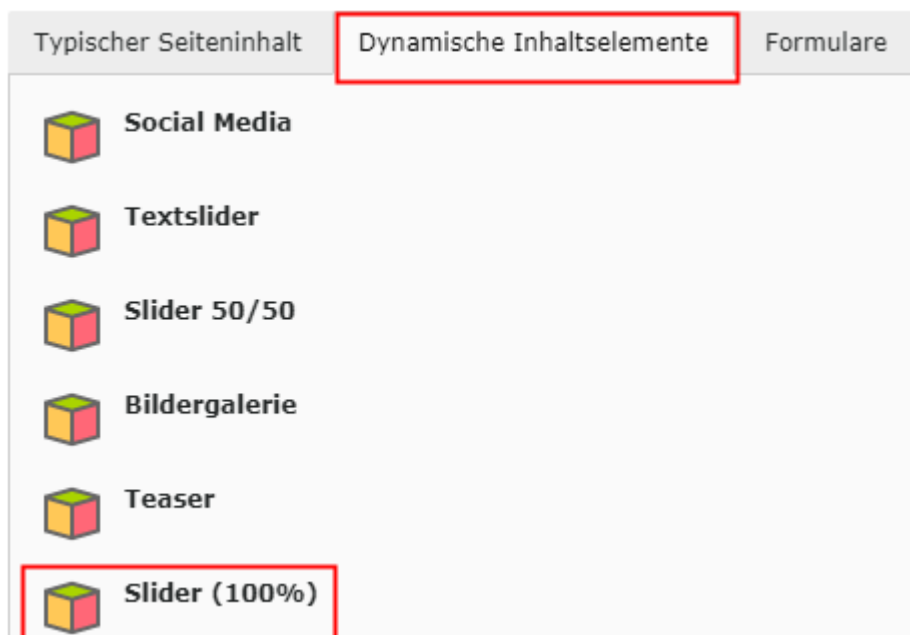 Typischer Seiteninhalt Dynamische Inhaltselemente Formulare
Social Media
Textslider
Slider 50/50
Bildergalerie
Teaser
Slider (100%)